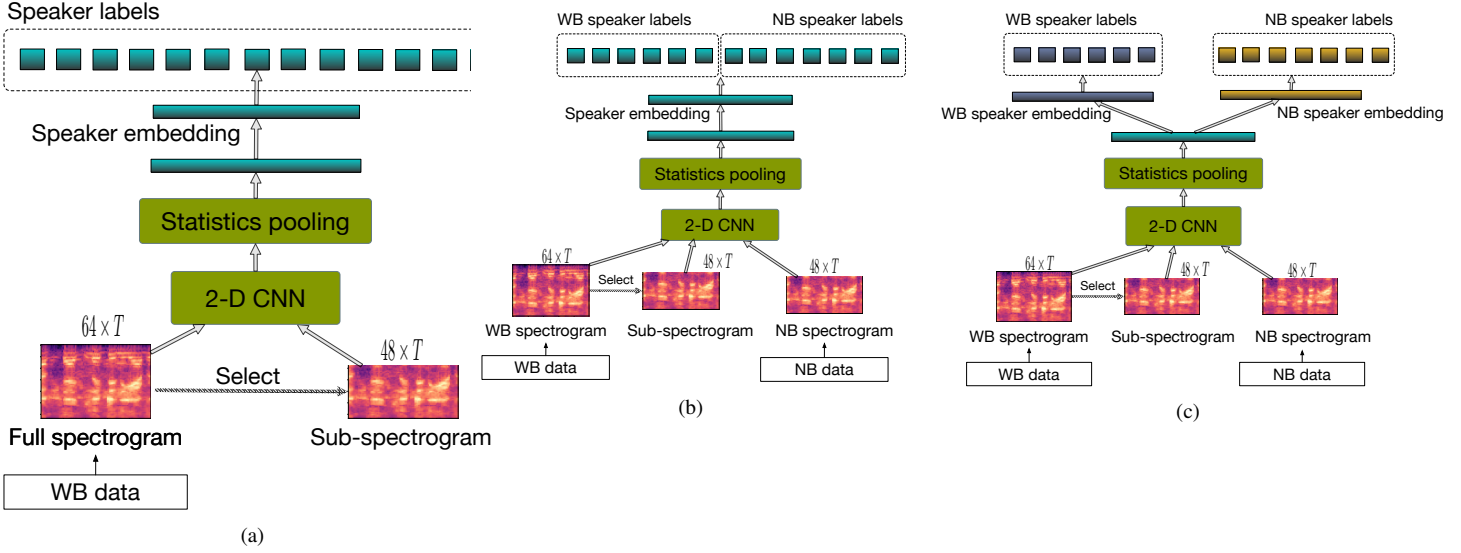 Speaker labels
Speaker embedding
Statistics pooling
2-D CNN
64 × T
48 × T
Select
Full spectrogram
Sub-spectrogram
WB data
(a)
WB speaker labels
NB speaker labels
Speaker embedding
Statistics pooling
2-D CNN
64 × T
48 × T
48 × T
Select
WB spectrogram
Sub-spectrogram
NB spectrogram
WB data
NB data
(b)
WB speaker labels
NB speaker labels
WB speaker embedding
NB speaker embedding
Statistics pooling
2-D CNN
64 × T
48 × T
48 × T
Select
WB spectrogram
Sub-spectrogram
NB spectrogram
WB data
NB data
(c)